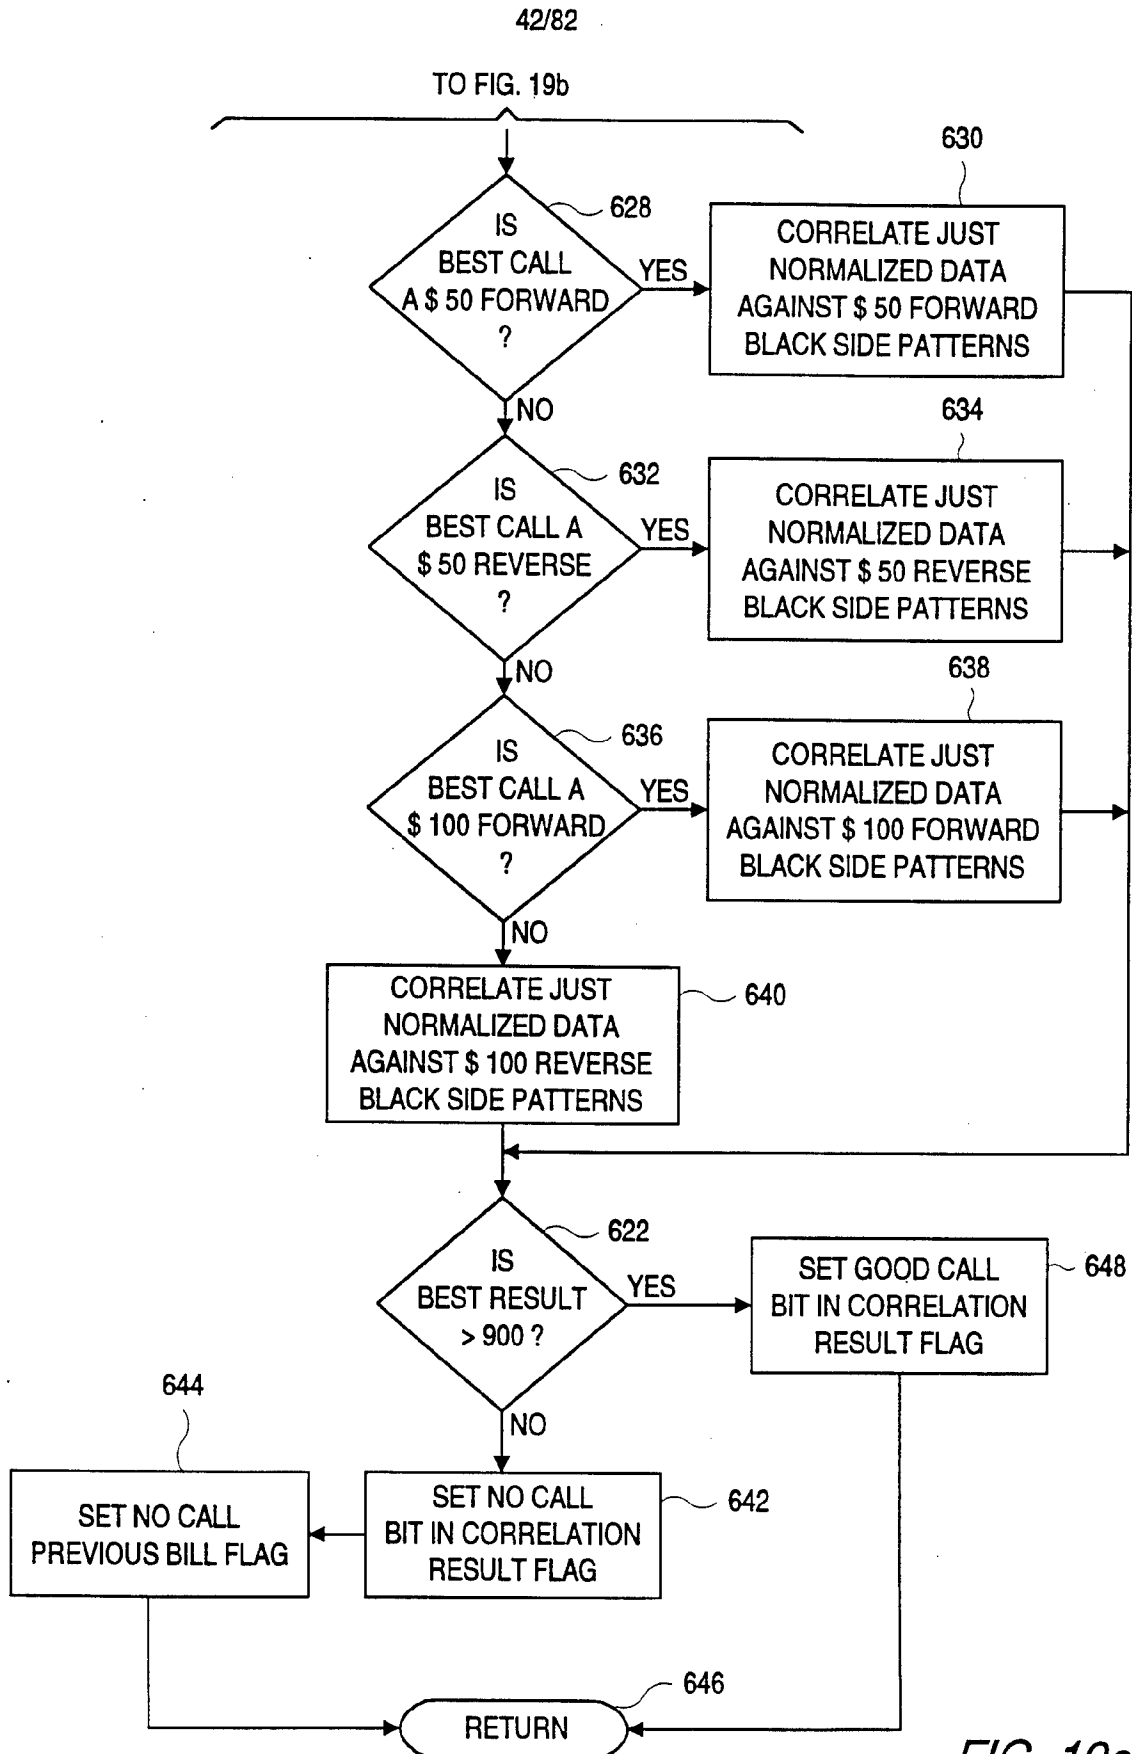 42/82
TO FIG. 19b
630
628
IS
BEST CALL
A $ 50 FORWARD
?
YES
CORRELATE JUST
NORMALIZED DATA
AGAINST $ 50 FORWARD
BLACK SIDE PATTERNS
NO
634
632
IS
BEST CALL A
$ 50 REVERSE
?
YES
CORRELATE JUST
NORMALIZED DATA
AGAINST $ 50 REVERSE
BLACK SIDE PATTERNS
NO
638
636
IS
BEST CALL A
$ 100 FORWARD
?
YES
CORRELATE JUST
NORMALIZED DATA
AGAINST $ 100 FORWARD
BLACK SIDE PATTERNS
NO
CORRELATE JUST
NORMALIZED DATA
AGAINST $ 100 REVERSE
BLACK SIDE PATTERNS
640
622
IS
BEST RESULT
> 900 ?
YES
SET GOOD CALL
BIT IN CORRELATION
RESULT FLAG
648
NO
644
SET NO CALL
PREVIOUS BILL FLAG
SET NO CALL
BIT IN CORRELATION
RESULT FLAG
642
646
RETURN